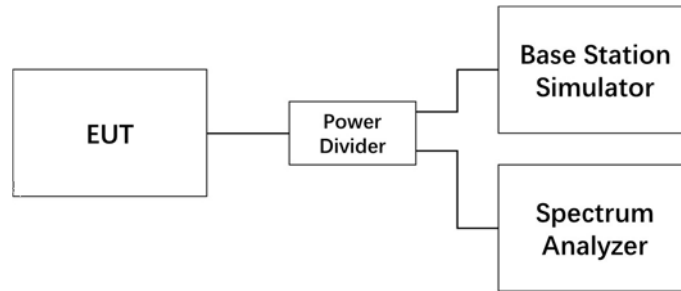 EUT
Power
Divider
Base Station
Simulator
Spectrum
Analyzer